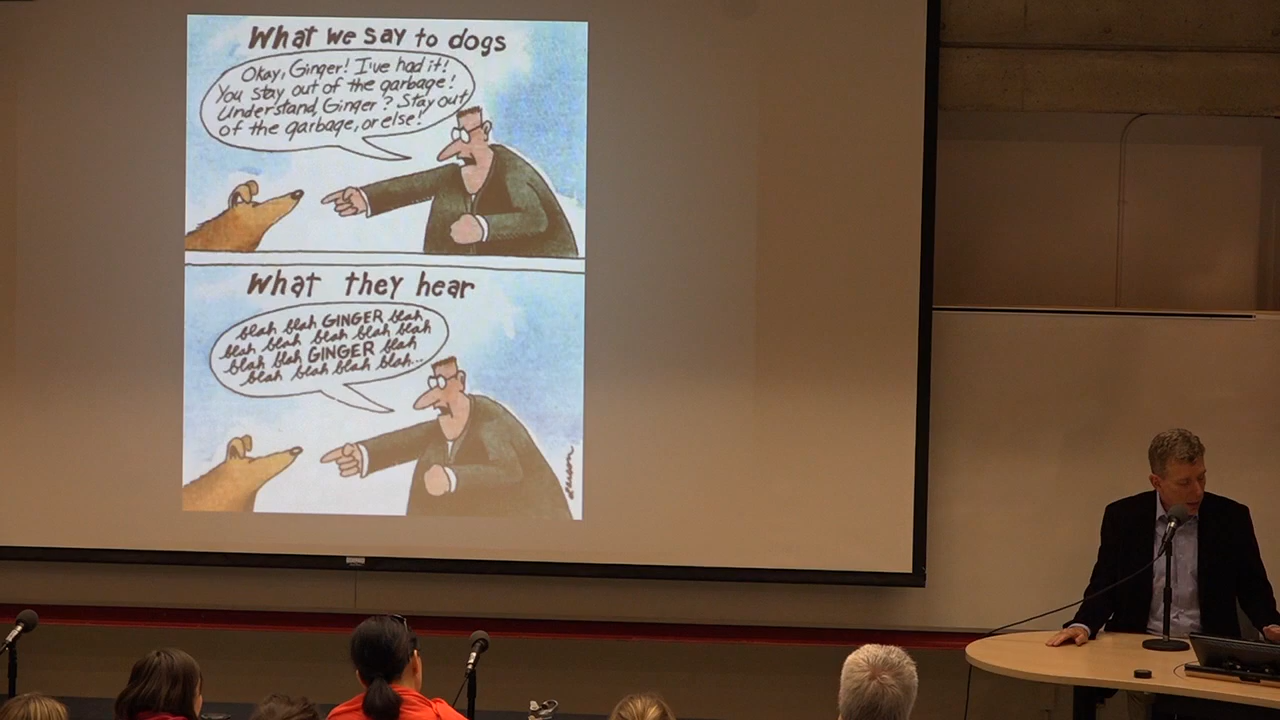 What we say to dogs
Okay, Ginger! I've had it!
You stay out of the garbage!
Understand, Ginger? Stay out
of the garbage, or else!
What they hear
blah blah GINGER blah
blah blah blah blah blah
blah blah GINGER blah
blah blah blah blah...
Larson